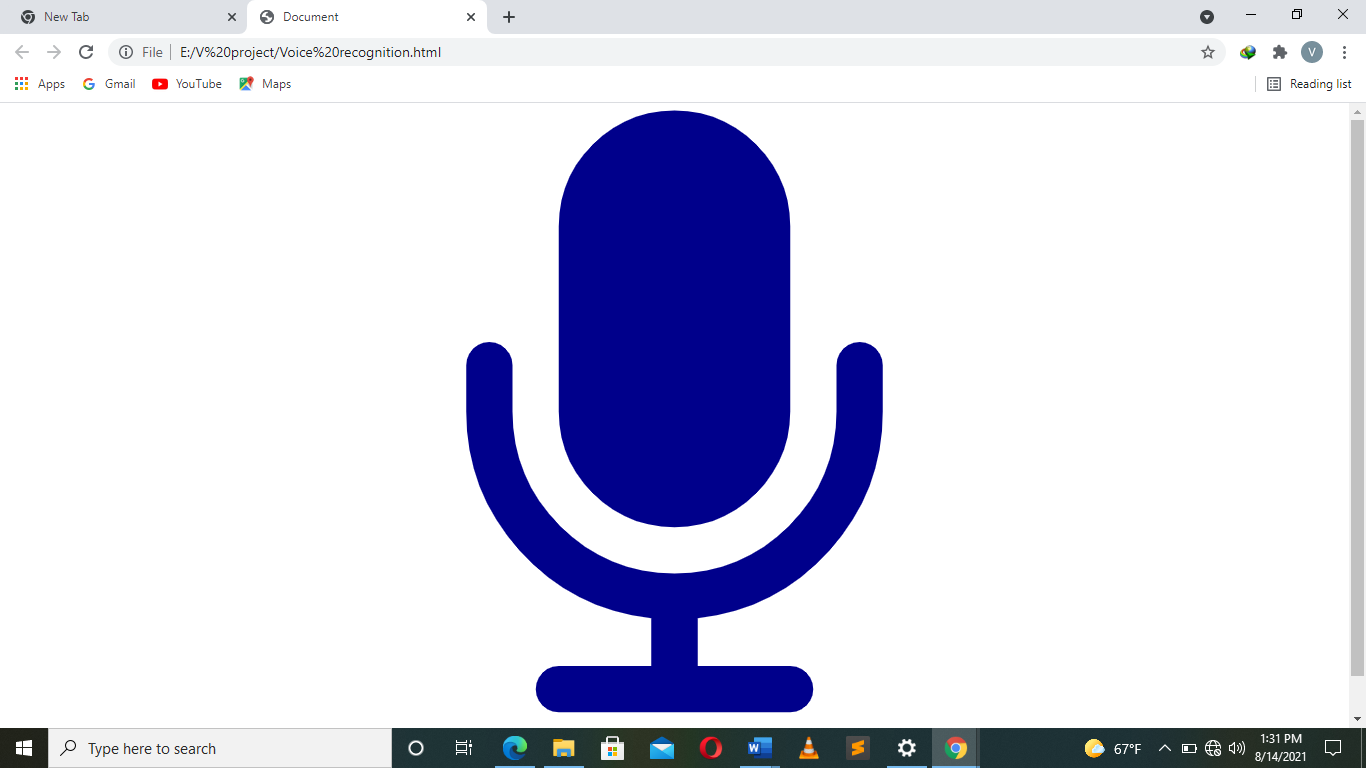 New Tab
Document
File
E:/V%20project/Voice%20recognition.html
V
Apps
Gmail
YouTube
Maps
Reading list
Type here to search
W
67°F
1:31 PM
8/14/2021